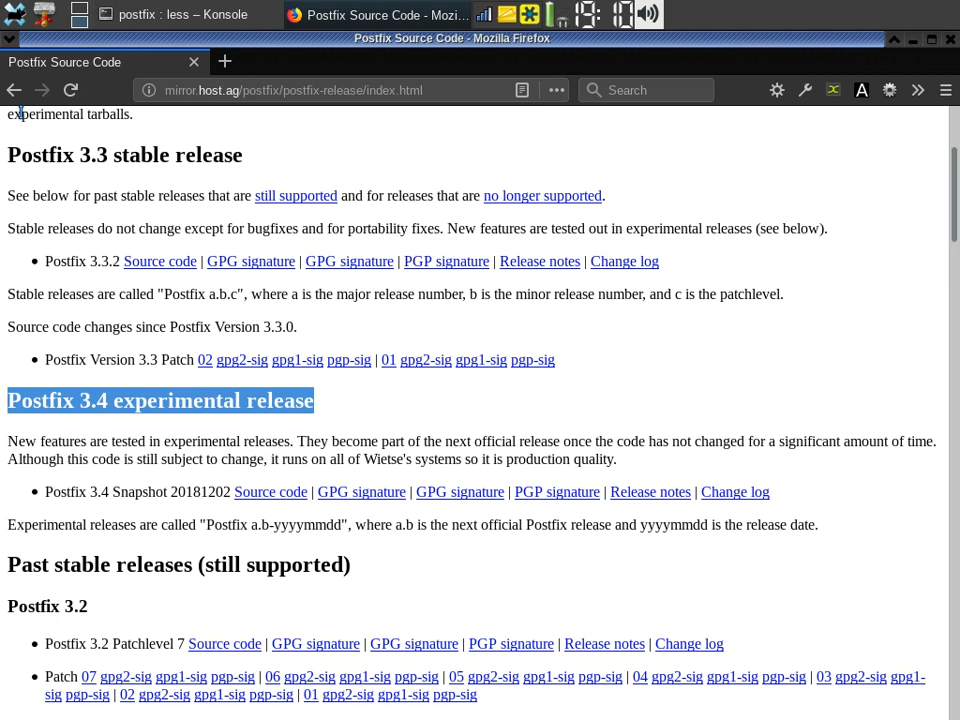 postfix : less – Konsole
Postfix Source Code - Mozi...
19:10
Postfix Source Code - Mozilla Firefox
Postfix Source Code
mirror.host.ag/postfix/postfix-release/index.html
Search
A
experimental tarballs.
Postfix 3.3 stable release
See below for past stable releases that are still supported and for releases that are no longer supported.
Stable releases do not change except for bugfixes and for portability fixes. New features are tested out in experimental releases (see below).
Postfix 3.3.2 Source code | GPG signature | GPG signature | PGP signature | Release notes | Change log
Stable releases are called "Postfix a.b.c", where a is the major release number, b is the minor release number, and c is the patchlevel.
Source code changes since Postfix Version 3.3.0.
Postfix Version 3.3 Patch 02 gpg2-sig gpg1-sig pgp-sig | 01 gpg2-sig gpg1-sig pgp-sig
Postfix 3.4 experimental release
New features are tested in experimental releases. They become part of the next official release once the code has not changed for a significant amount of time.
Although this code is still subject to change, it runs on all of Wietse's systems so it is production quality.
Postfix 3.4 Snapshot 20181202 Source code | GPG signature | GPG signature | PGP signature | Release notes | Change log
Experimental releases are called "Postfix a.b-yyyymmdd", where a.b is the next official Postfix release and yyyymmdd is the release date.
Past stable releases (still supported)
Postfix 3.2
Postfix 3.2 Patchlevel 7 Source code | GPG signature | GPG signature | PGP signature | Release notes | Change log
Patch 07 gpg2-sig gpg1-sig pgp-sig | 06 gpg2-sig gpg1-sig pgp-sig | 05 gpg2-sig gpg1-sig pgp-sig | 04 gpg2-sig gpg1-sig pgp-sig | 03 gpg2-sig gpg1-
sig pgp-sig | 02 gpg2-sig gpg1-sig pgp-sig | 01 gpg2-sig gpg1-sig pgp-sig